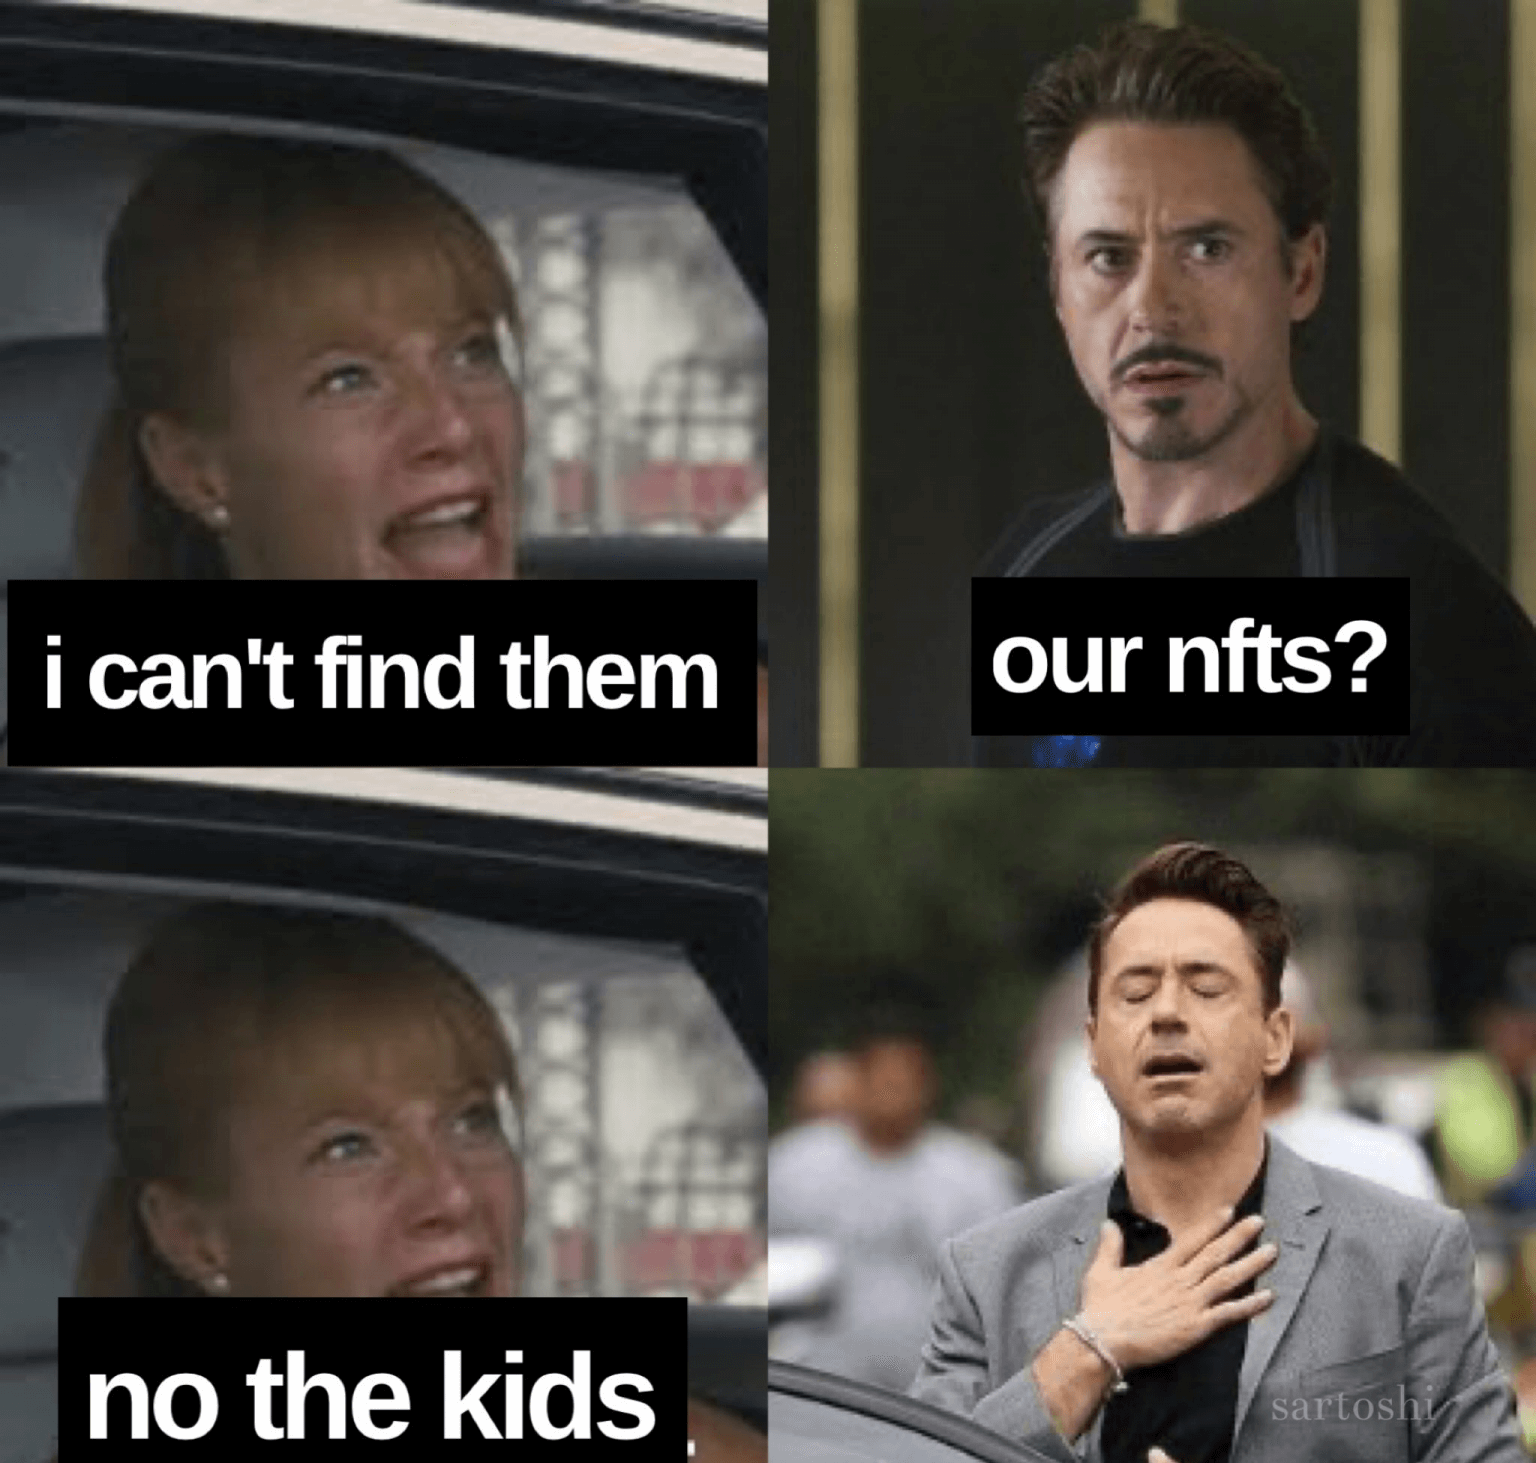 i can't find them
our nfts?
no the kids
sartoshi